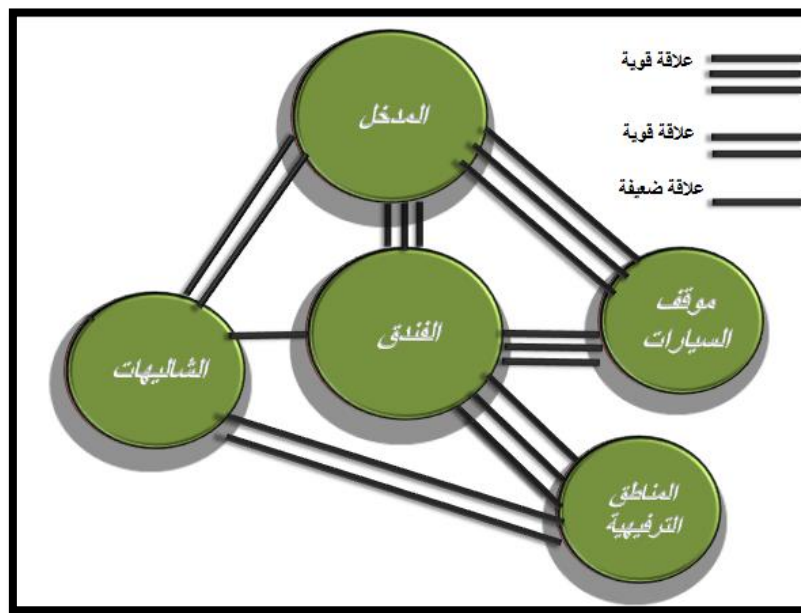 علاقة قوية
علاقة قوية
علاقة ضعيفة
المدخل
موقف
السيارات
الفندق
الشاليهات
المناطق
الترفيهية